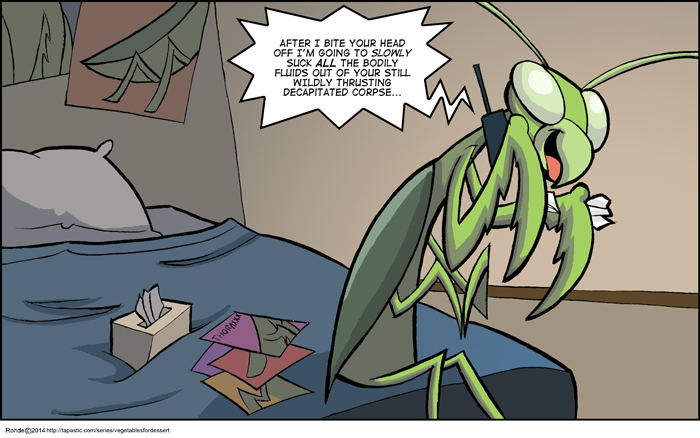 AFTER I BITE YOUR HEAD
OFF I'M GOING TO SLOWLY
SUCK ALL THE BODILY
FLUIDS OUT OF YOUR STILL
WILDLY THRUSTING
DECAPITATED CORPSE...
Rohde©2014 http://tapastic.com/series/vegetablesfordessert